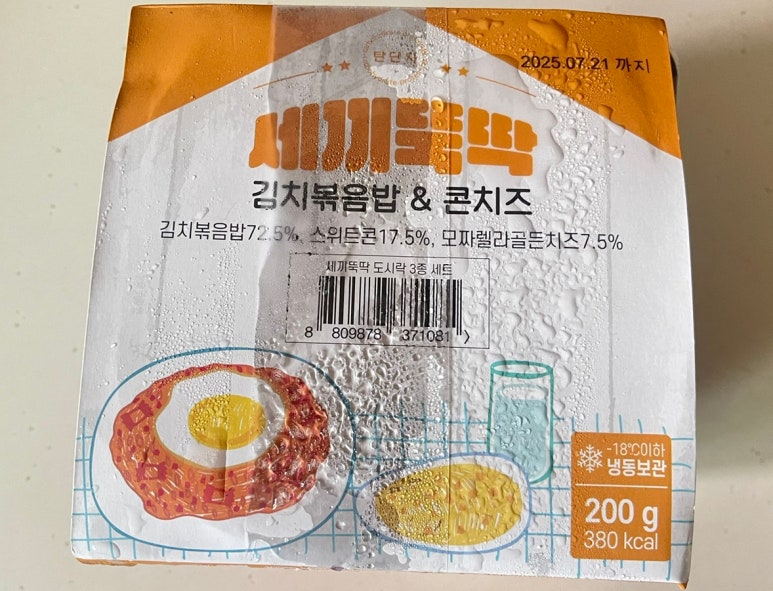 탐단지
2025.07.21 까지
세끼뚝딱
김치볶음밥 & 콘치즈
김치볶음밥72.5%, 스위트콘17.5%, 모짜렐라골든치즈7.5%
세끼뚝딱 도시락 3종 세트
8 809878 371081 >
-18℃이하
냉동보관
200 g
380 kcal